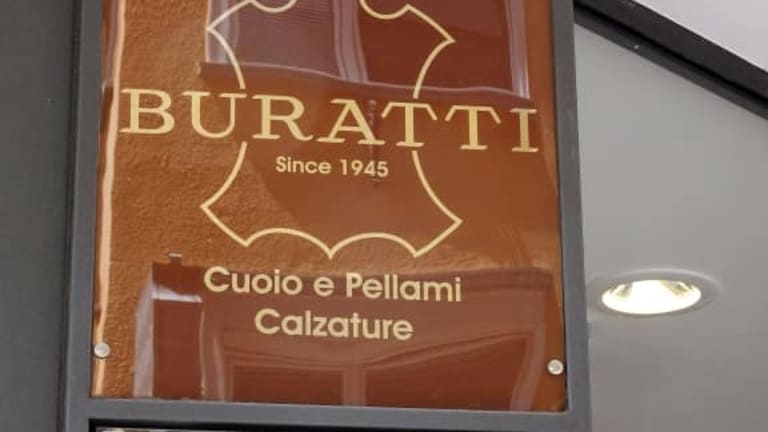 BURATTI
Since 1945
Cuoio e Pellami
Calzature